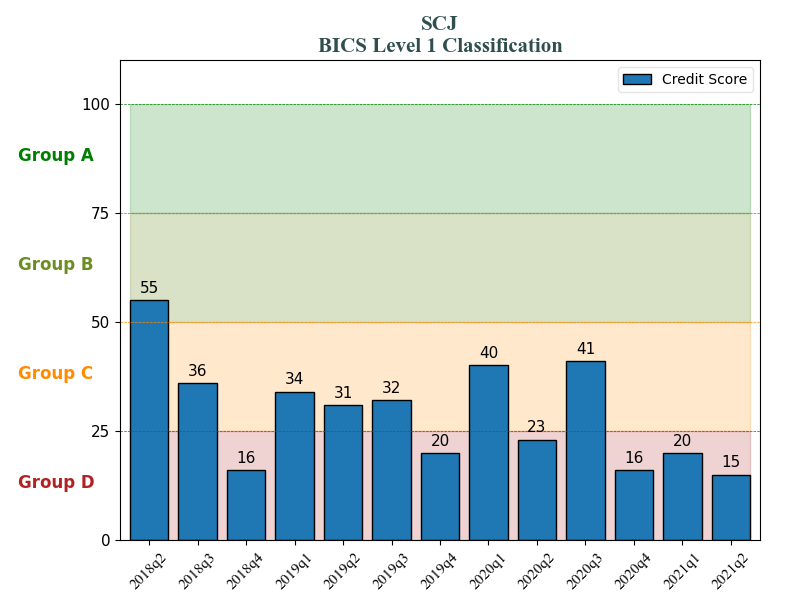 SCJ
BICS Level 1 Classification
Credit Score
100
Group A
75
Group B
55
50
41
40
36
Group C
34
32
31
25
23
20
20
16
16
15
Group D
0
2018q2
2018q3
2018q4
2019q1
2019q2
2019q3
2019q4
2020q1
2020q2
2020q3
2020q4
2021q1
2021q2